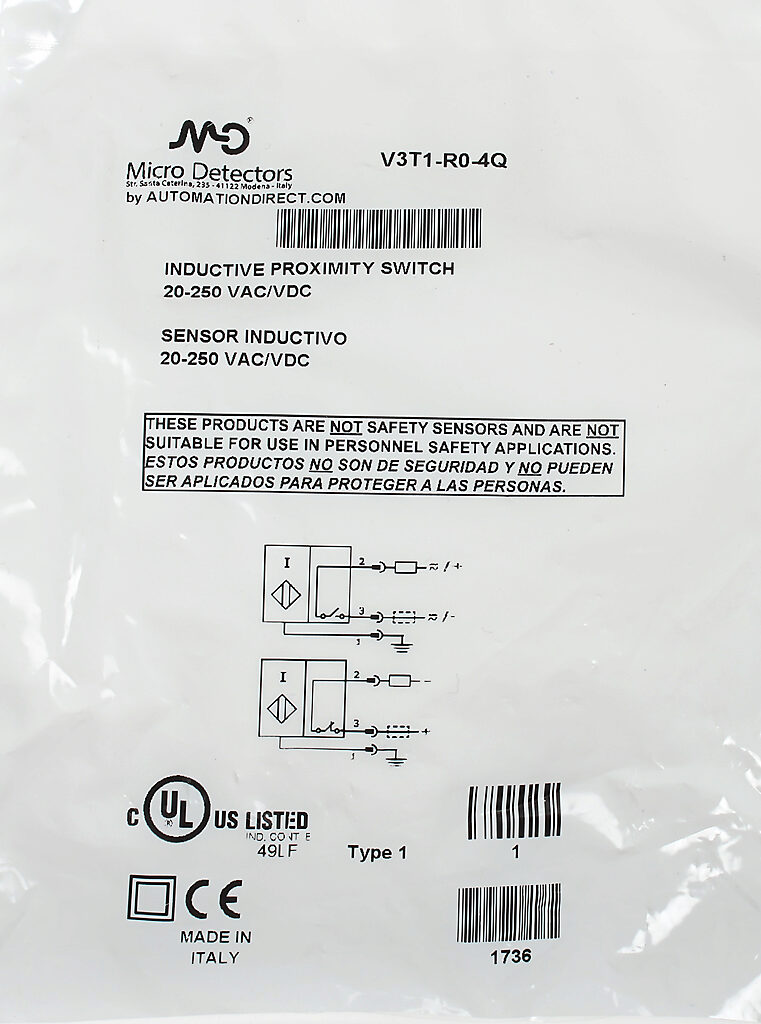 MD®
Micro Detectors
Str. Santa Caterina, 235 - 41122 Modena - Italy
by AUTOMATIONDIRECT.COM
V3T1-R0-4Q
INDUCTIVE PROXIMITY SWITCH
20-250 VAC/VDC
SENSOR INDUCTIVO
20-250 VAC/VDC
THESE PRODUCTS ARE NOT SAFETY SENSORS AND ARE NOT
SUITABLE FOR USE IN PERSONNEL SAFETY APPLICATIONS.
ESTOS PRODUCTOS NO SON DE SEGURIDAD Y NO PUEDEN
SER APLICADOS PARA PROTEGER A LAS PERSONAS.
I
2
≂ / +
3
≂ / -
1
I
2
-
3
+
1
C UL® US LISTED
IND. CONT. E
49LF
Type 1
1
CE
MADE IN
ITALY
1736